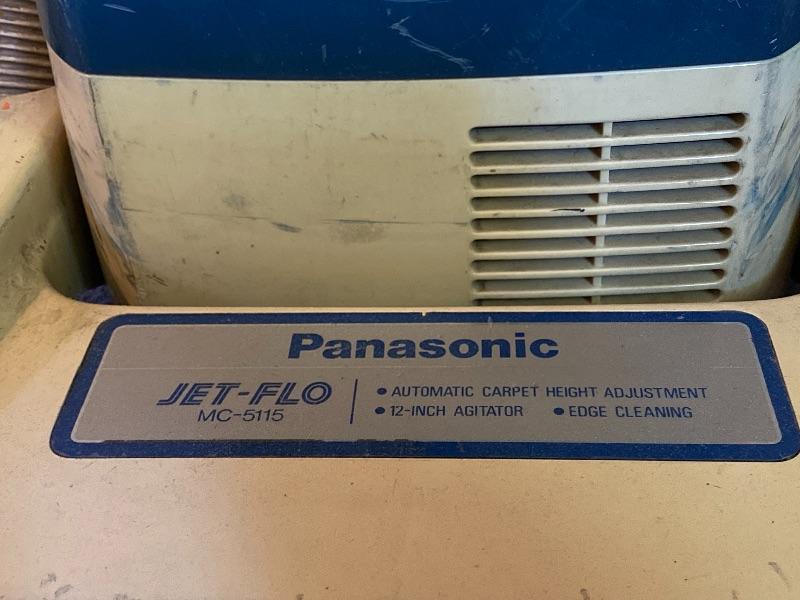 Panasonic
JET-FLO
MC-5115
• AUTOMATIC CARPET HEIGHT ADJUSTMENT
• 12-INCH AGITATOR • EDGE CLEANING